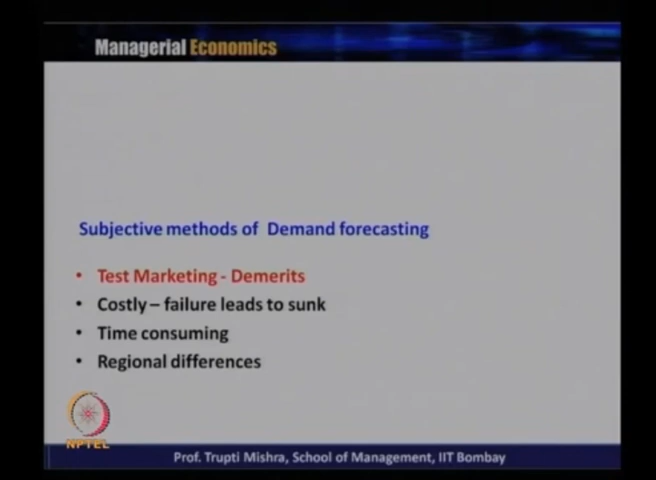 Managerial Economics
Subjective methods of Demand forecasting
• Test Marketing - Demerits
• Costly – failure leads to sunk
• Time consuming
• Regional differences
NPTEL
Prof. Trupti Mishra, School of Management, IIT Bombay